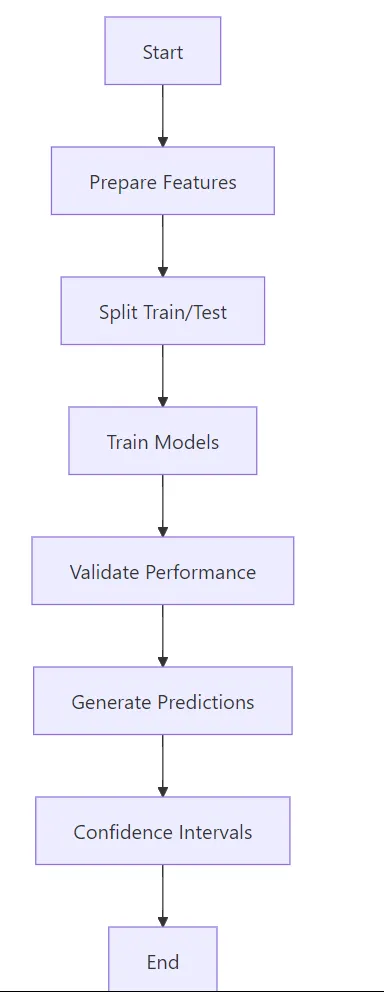 Start
Prepare Features
Split Train/Test
Train Models
Validate Performance
Generate Predictions
Confidence Intervals
End